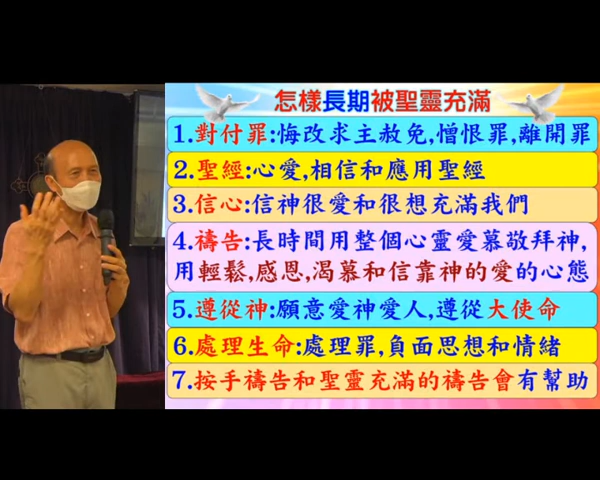 怎樣長期被聖靈充滿
1.對付罪:悔改求主赦免,憎恨罪,離開罪
2.聖經:心愛,相信和應用聖經
3.信心:信神很愛和很想充滿我們
4.禱告:長時間用整個心靈愛慕敬拜神,
用輕鬆,感恩,渴慕和信靠神的愛的心態
5.遵從神:願意愛神愛人,遵從大使命
6.處理生命:處理罪,負面思想和情緒
7.按手禱告和聖靈充滿的禱告會有幫助